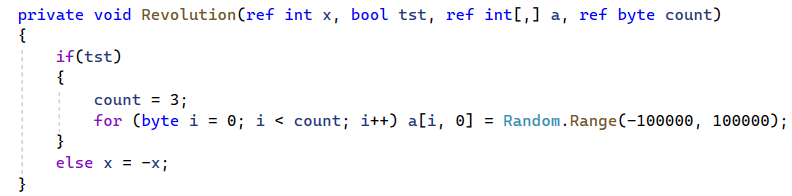 private void Revolution(ref int x, bool tst, ref int[,] a, ref byte count)
{
if(tst)
{
count = 3;
for (byte i = 0; i < count; i++) a[i, 0] = Random.Range(-100000, 100000);
}
else x = -x;
}